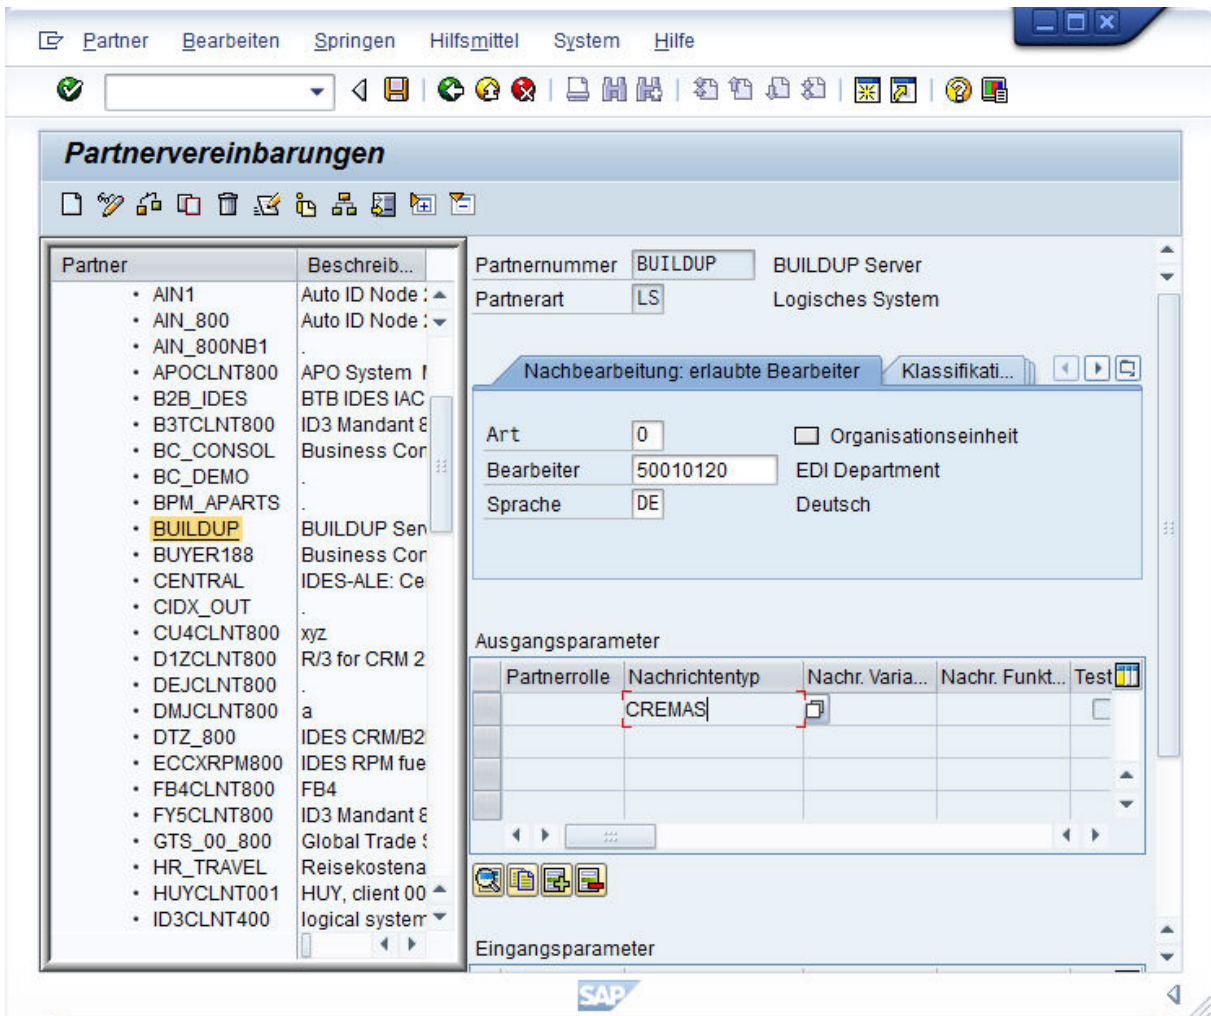 Partner Bearbeiten Springen Hilfsmittel System Hilfe
Partnervereinbarungen
Partner Beschreib...
AIN1 Auto ID Node
AIN_800 Auto ID Node
AIN_800NB1 .
APOCLNT800 APO System
B2B_IDES BTB IDES IAC
B3TCLNT800 ID3 Mandant 8
BC_CONSOL Business Con
BC_DEMO .
BPM_APARTS .
BUILDUP BUILDUP Serv
BUYER188 Business Con
CENTRAL IDES-ALE: Ce
CIDX_OUT .
CU4CLNT800 xyz
D1ZCLNT800 R/3 for CRM 2
DEJCLNT800 .
DMJCLNT800 a
DTZ_800 IDES CRM/B2
ECCXRPM800 IDES RPM fue
FB4CLNT800 FB4
FY5CLNT800 ID3 Mandant 8
GTS_00_800 Global Trade
HR_TRAVEL Reisekostena
HUYCLNT001 HUY, client 00
ID3CLNT400 logical system
Partnernummer BUILDUP BUILDUP Server
Partnerart LS Logisches System
Nachbearbeitung: erlaubte Bearbeiter Klassifikati...
Art O Organisationseinheit
Bearbeiter 50010120 EDI Department
Sprache DE Deutsch
Ausgangsparameter
Partnerrolle Nachrichtentyp Nachr. Varia... Nachr. Funkt... Test
CREMAS
Eingangsparameter
SAP